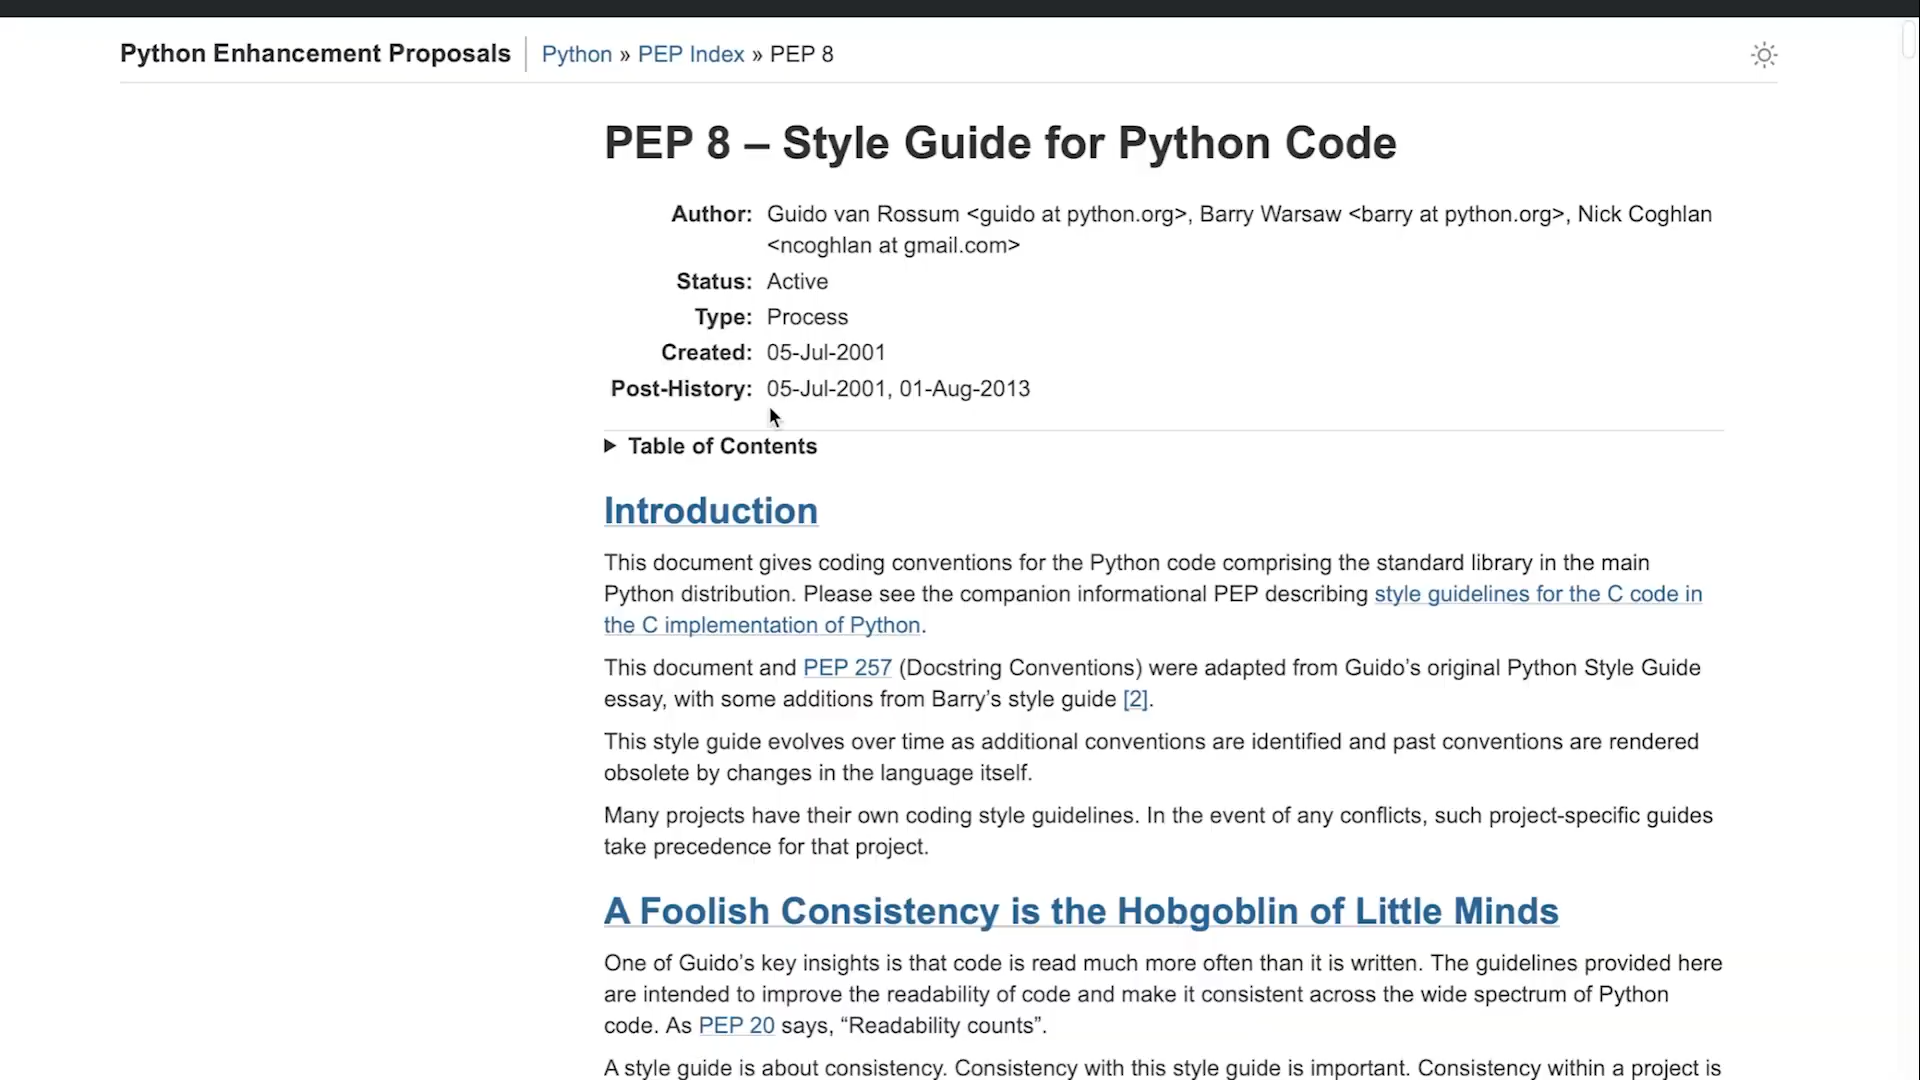 Python Enhancement Proposals | Python » PEP Index » PEP 8
PEP 8 – Style Guide for Python Code
Author: Guido van Rossum <guido at python.org>, Barry Warsaw <barry at python.org>, Nick Coghlan
<ncoghlan at gmail.com>
Status: Active
Type: Process
Created: 05-Jul-2001
Post-History: 05-Jul-2001, 01-Aug-2013
Table of Contents
Introduction
This document gives coding conventions for the Python code comprising the standard library in the main
Python distribution. Please see the companion informational PEP describing style guidelines for the C code in
the C implementation of Python.
This document and PEP 257 (Docstring Conventions) were adapted from Guido’s original Python Style Guide
essay, with some additions from Barry’s style guide [2].
This style guide evolves over time as additional conventions are identified and past conventions are rendered
obsolete by changes in the language itself.
Many projects have their own coding style guidelines. In the event of any conflicts, such project-specific guides
take precedence for that project.
A Foolish Consistency is the Hobgoblin of Little Minds
One of Guido’s key insights is that code is read much more often than it is written. The guidelines provided here
are intended to improve the readability of code and make it consistent across the wide spectrum of Python
code. As PEP 20 says, “Readability counts”.
A style guide is about consistency. Consistency with this style guide is important. Consistency within a project is